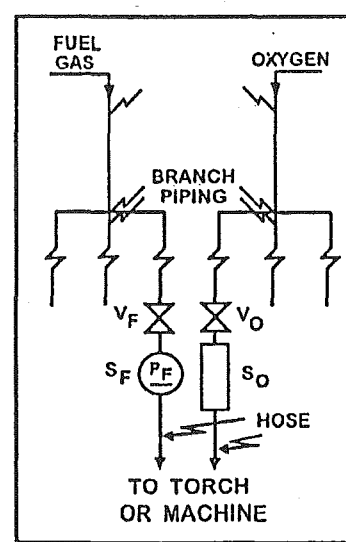 FUEL
GAS
OXYGEN
BRANCH
PIPING
VF
VO
SF
PF
SO
HOSE
TO TORCH
OR MACHINE